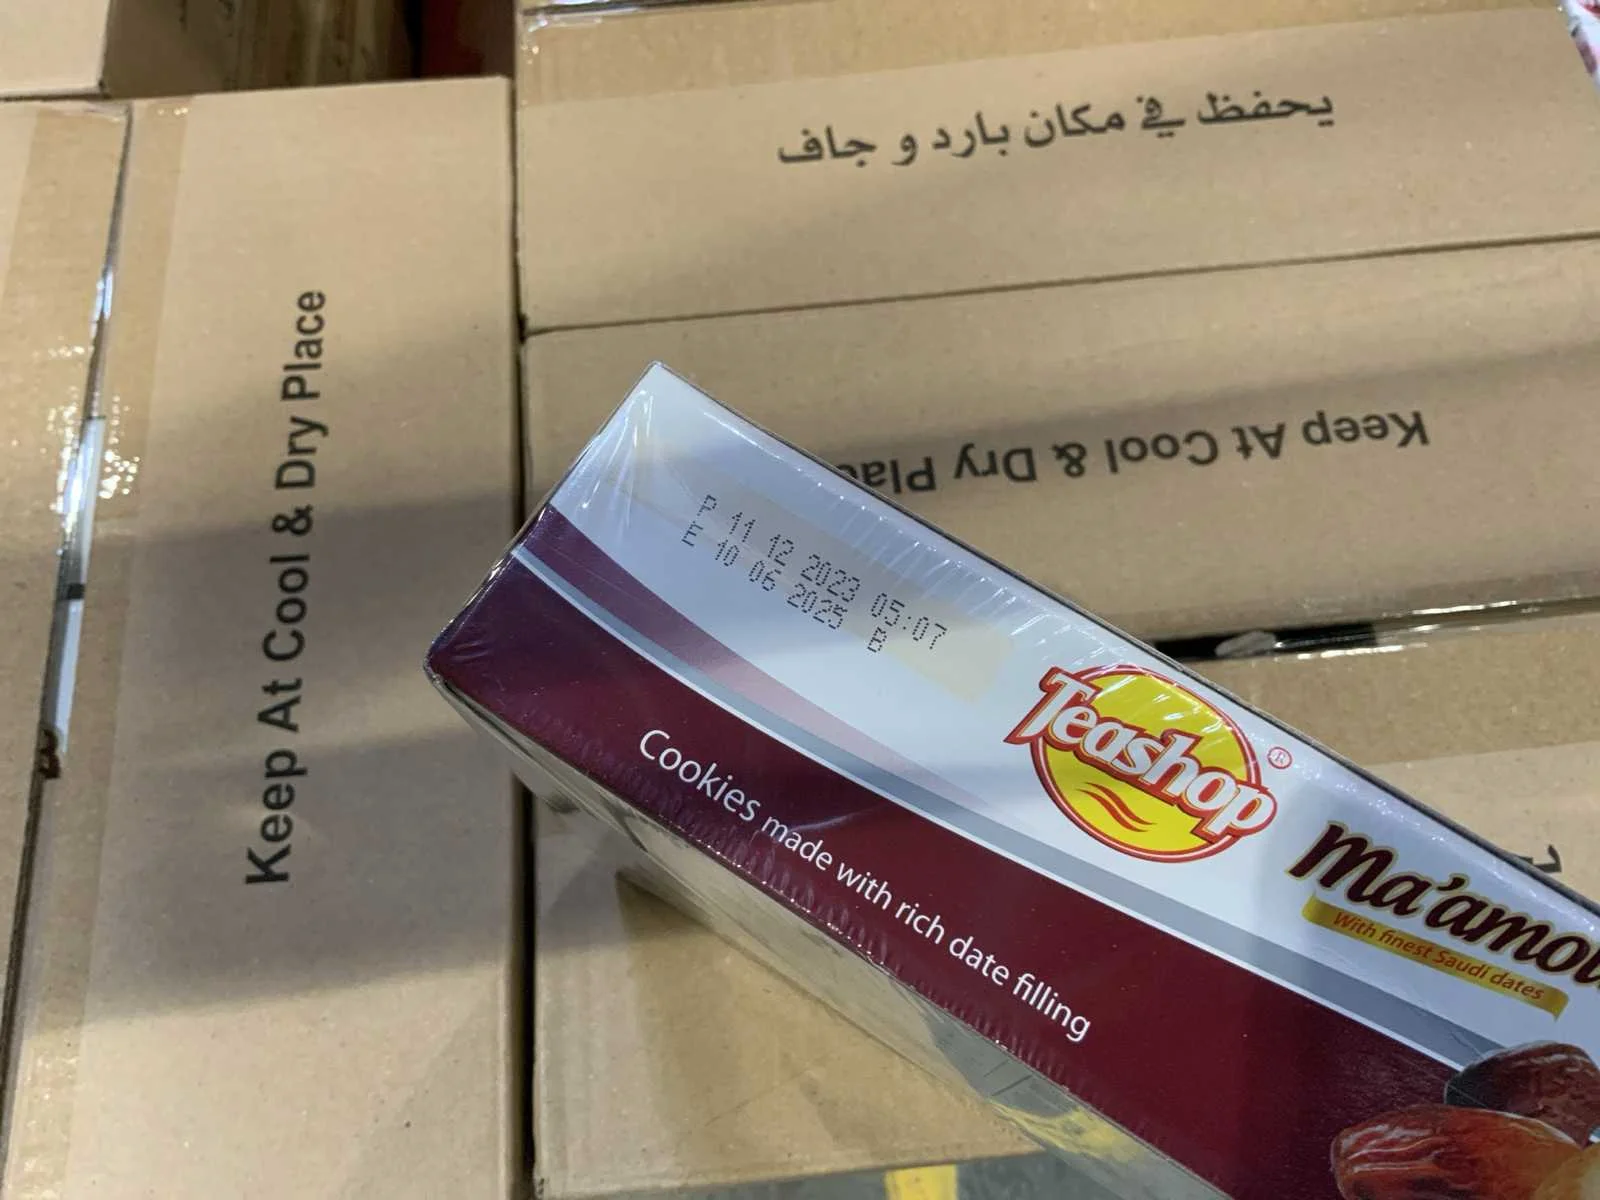 يحفظ في مكان بارد و جاف
Keep At Cool & Dry Place
Keep At Cool & Dry Plac
P 11 12 2023 05:07
E 10 06 2025 B
Teashop®
Ma'amoul
With finest Saudi dates
Cookies made with rich date filling